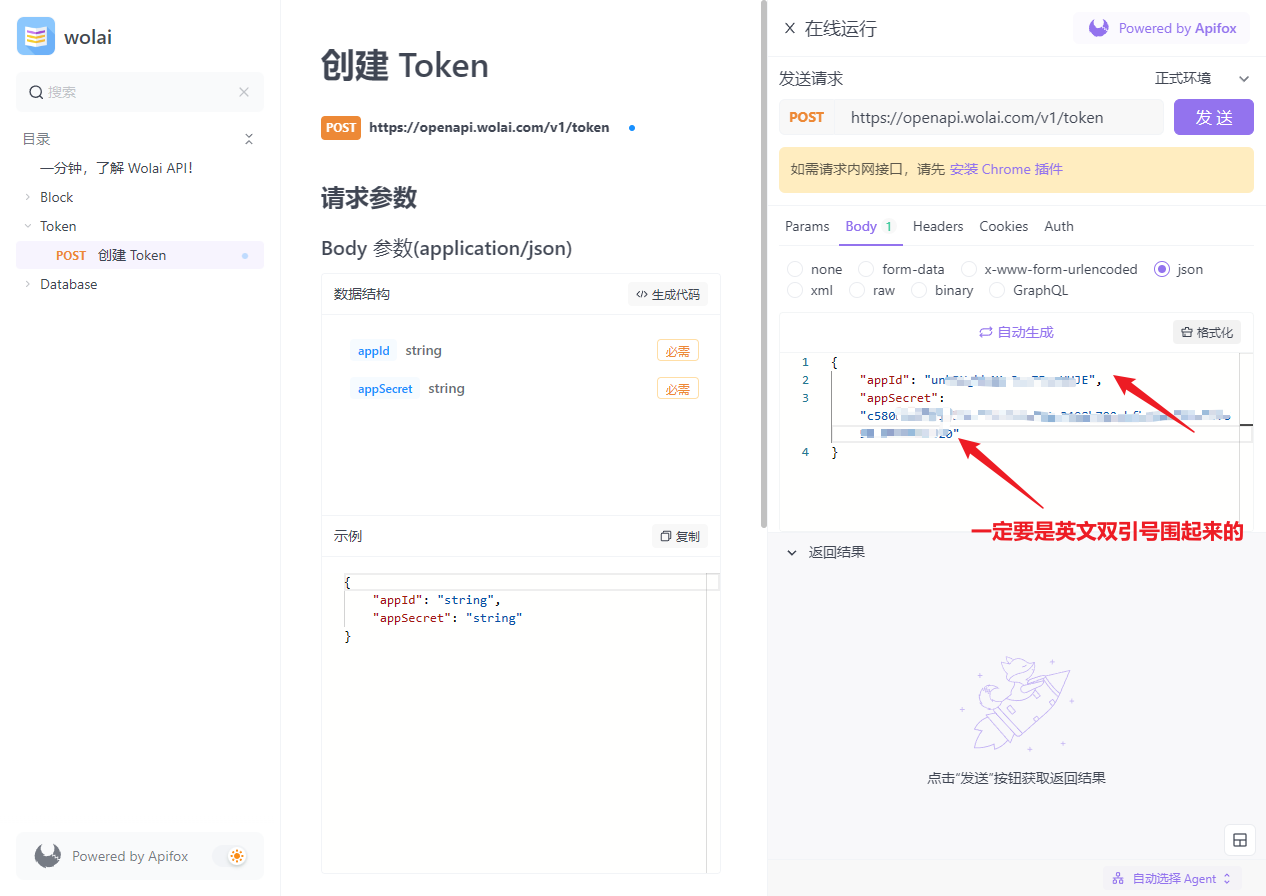 wolai
搜索
目录
一分钟，了解 Wolai API！
Block
Token
POST 创建 Token
Database
Powered by Apifox
创建 Token
POST https://openapi.wolai.com/v1/token
请求参数
Body 参数(application/json)
数据结构
生成代码
appId string 必需
appSecret string 必需
示例
复制
{
"appId": "string",
"appSecret": "string"
}
在线运行
Powered by Apifox
发送请求
正式环境
POST https://openapi.wolai.com/v1/token
发 送
如需请求内网接口，请先 安装 Chrome 插件
Params Body 1 Headers Cookies Auth
none form-data x-www-form-urlencoded json
xml raw binary GraphQL
自动生成
格式化
1 {
2 "appId":
3 "appSecret":
"c580
4 }
一定要是英文双引号围起来的
返回结果
点击“发送”按钮获取返回结果
自动选择 Agent